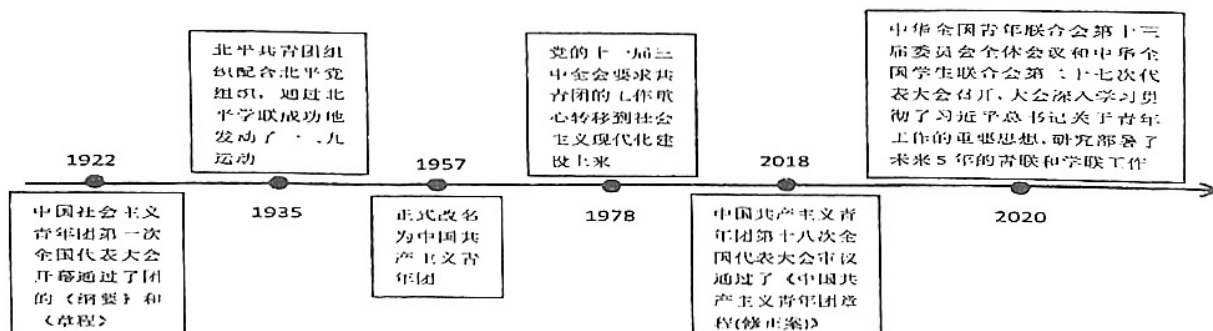 1922
中国社会主义
青年团第一次
全国代表大会
开幕通过了团
的《纲要》和
《章程》
北平共青团组
织配合北平党
组织，通过北
平学联成功地
发动了一二九
运动
1935
1957
正式改名
为中国共
产主义青
年团
党的十一届三
中全会要求共
青团的工作重
心转移到社会
主义现代化建
设上来
1978
2018
中国共产主义青
年团第十八次全
国代表大会审议
通过了《中国共
产主义青年团章
程(修正案)》
中华全国青年联合会第十三
届委员会全体会议和中华全
国学生联合会第二十七次代
表大会召开，大会深入学习贯
彻了习近平总书记关于青年
工作的重要思想，研究部署了
未来5年的青联和学联工作
2020